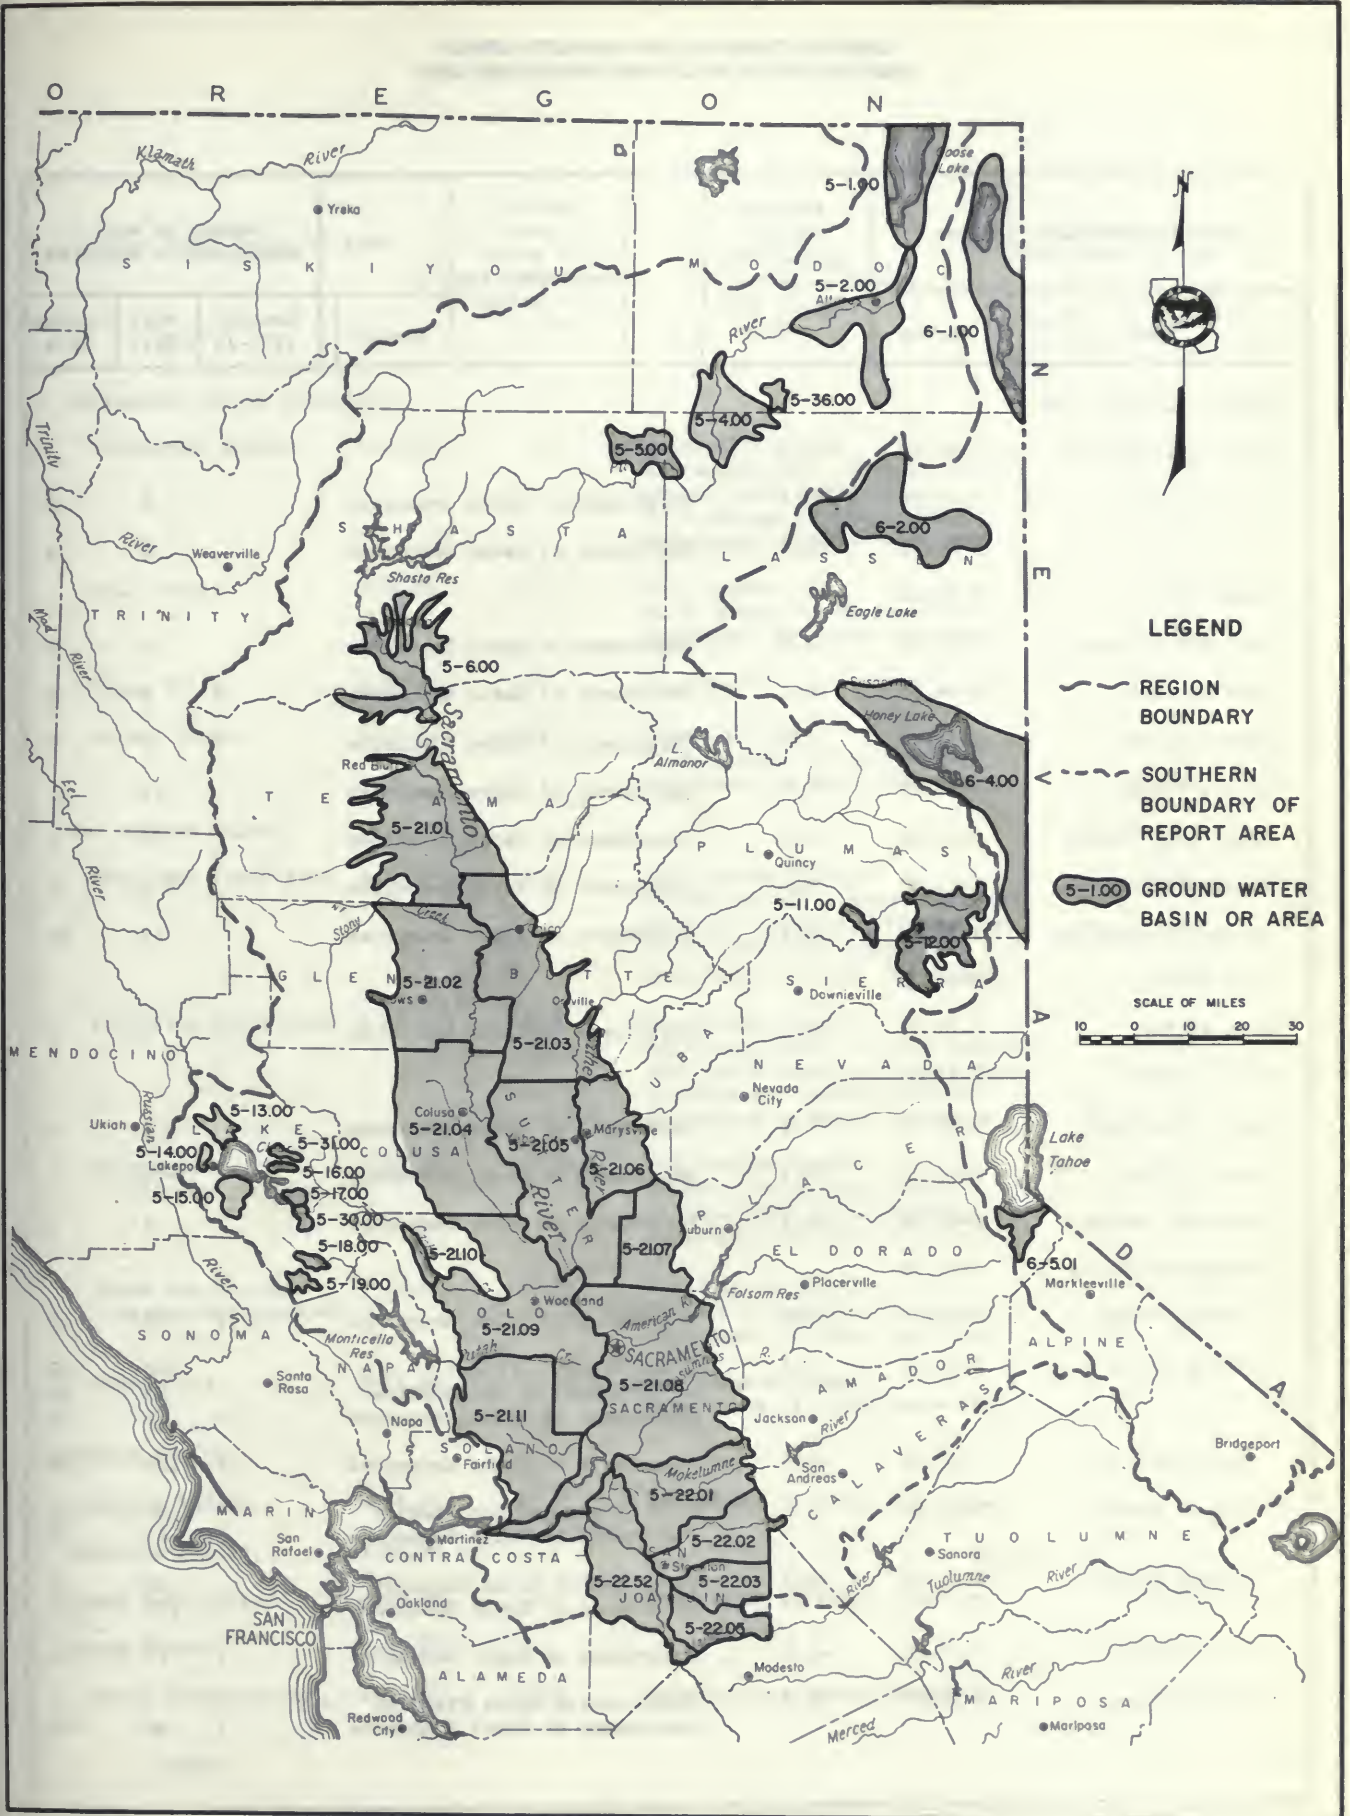 O R E G O N
Klamath River
Yreka
Goose Lake
5-1.00
S I S K I Y O U
M O D O C
5-2.00
Alturas
River
6-1.00
N
5-36.00
5-4.00
5-5.00
Trinity
River
Weaverville
S H A S T A
6-2.00
L A S S E N
E
Shasta Res
Eagle Lake
T R I N I T Y
Mad River
5-6.00
LEGEND
REGION
BOUNDARY
SOUTHERN
BOUNDARY OF
REPORT AREA
5-1.00
GROUND WATER
BASIN OR AREA
SCALE OF MILES
10 0 10 20 30
Susanville
Honey Lake
6-4.00
V
Sacramento
L.
Almanor
Red Bluff
T E H A M A
5-21.01
Eel
River
P L U M A S
Quincy
5-11.00
5-12.00
Stony Creek
Chico
G L E N N
5-21.02
B U T T E
S I E R R A
Downieville
Oroville
A
M E N D O C I N O
5-21.03
Y U B A
N E V A D A
Nevada
City
Ukiah
Russian
River
5-13.00
L A K E
5-14.00
Lakeport
5-31.00
5-16.00
5-15.00
5-17.00
5-30.00
5-18.00
5-19.00
Colusa
5-21.04
C O L U S A
S U T T E R
5-21.05
Marysville
5-21.06
River
River
P L A C E R
Lake
Tahoe
Auburn
5-21.07
5-21.10
E L D O R A D O
6-5.01
D
Placerville
Markleeville
Folsom Res
Woodland
Y O L O
5-21.09
American R.
SACRAMENTO
S O N O M A
Monticello
Res
N A P A
Putah Cr.
A L P I N E
Santa
Rosa
5-21.08
SACRAMENTO
A M A D O R
A
Napa
5-21.11
Jackson
River
S O L A N O
Fairfield
Mokelumne
5-22.01
San
Andreas
C A L A V E R A S
Bridgeport
M A R I N
San
Rafael
Martinez
C O N T R A C O S T A
5-22.02
T U O L U M N E
Sonora
SAN
Stockton
5-22.52
5-22.03
JOAQUIN
River
Tuolumne River
Oakland
SAN
FRANCISCO
5-22.05
A L A M E D A
Modesto
River
M A R I P O S A
Merced
Mariposa
Redwood
City
N